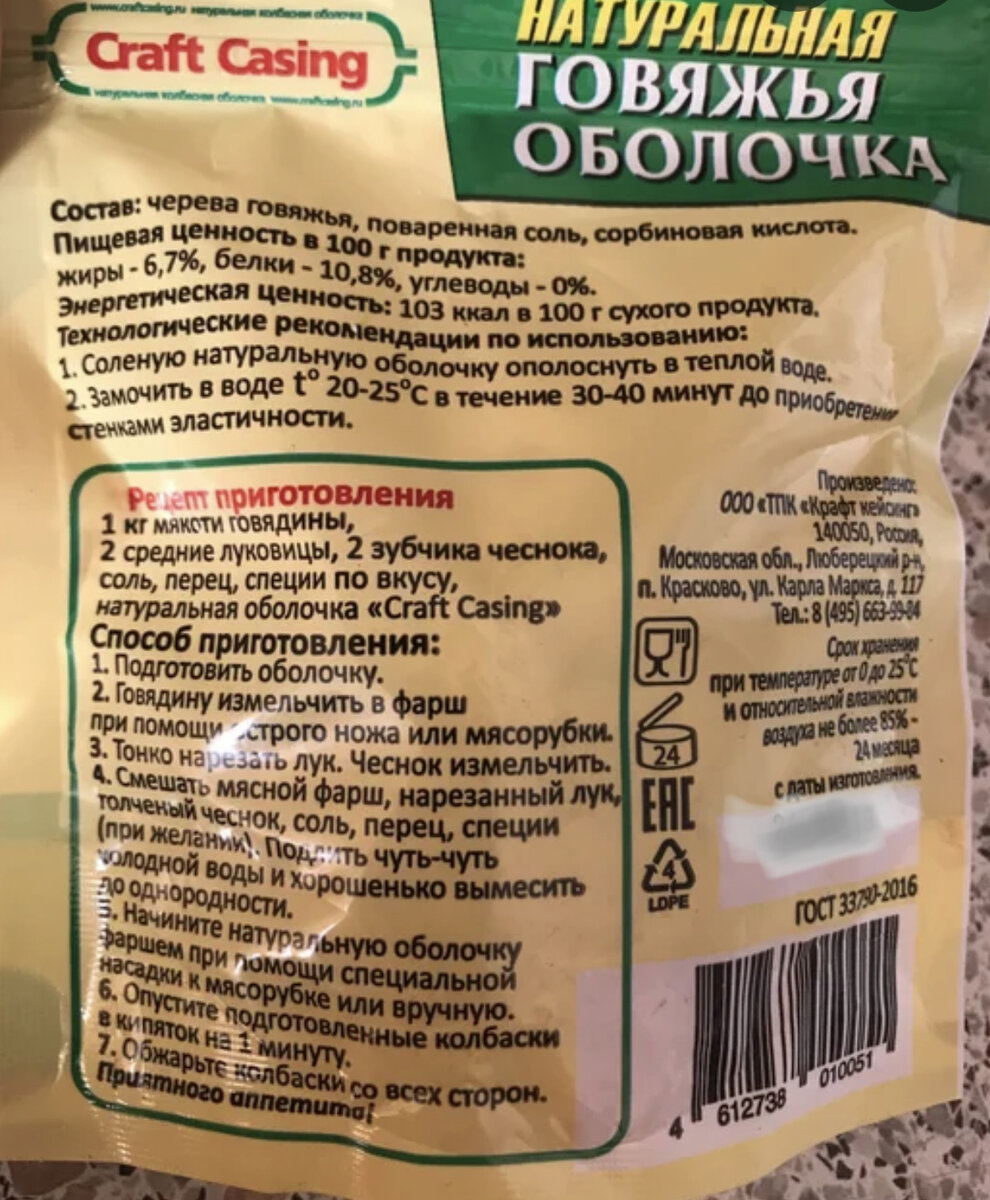 www.craftcasing.ru натуральная колбасная оболочка
Craft Casing
натуральная колбасная оболочка www.craftcasing.ru
НАТУРАЛЬНАЯ
ГОВЯЖЬЯ
ОБОЛОЧКА
Состав: черева говяжья, поваренная соль, сорбиновая кислота.
Пищевая ценность в 100 г продукта:
жиры - 6,7%, белки - 10,8%, углеводы - 0%.
Энергетическая ценность: 103 ккал в 100 г сухого продукта.
Технологические рекомендации по использованию:
1. Соленую натуральную оболочку ополоснуть в теплой воде.
2. Замочить в воде t° 20-25°С в течение 30-40 минут до приобретения
стенками эластичности.
Рецепт приготовления
1 кг мякоти говядины,
2 средние луковицы, 2 зубчика чеснока,
соль, перец, специи по вкусу,
натуральная оболочка «Craft Casing»
Способ приготовления:
1. Подготовить оболочку.
2. Говядину измельчить в фарш
при помощи острого ножа или мясорубки.
3. Тонко нарезать лук. Чеснок измельчить.
4. Смешать мясной фарш, нарезанный лук,
толченый чеснок, соль, перец, специи
(при желании). Подлить чуть-чуть
холодной воды и хорошенько вымесить
до однородности.
5. Начините натуральную оболочку
фаршем при помощи специальной
насадки к мясорубке или вручную.
6. Опустите подготовленные колбаски
в кипяток на 1 минуту.
7. Обжарьте колбаски со всех сторон.
Приятного аппетита!
Произведено:
ООО «ТПК «Крафт кейсинг»
140050, Россия,
Московская обл., Люберецкий р-н,
п. Красково, ул. Карла Маркса, д. 117
Тел.: 8 (495) 663-99-84
Срок хранения
при температуре от 0 до 25°С
и относительной влажности
воздуха не более 85% -
24 месяца
с даты изготовления.
24
EAC
4
LDPE
ГОСТ 33790-2016
4 612738 010051